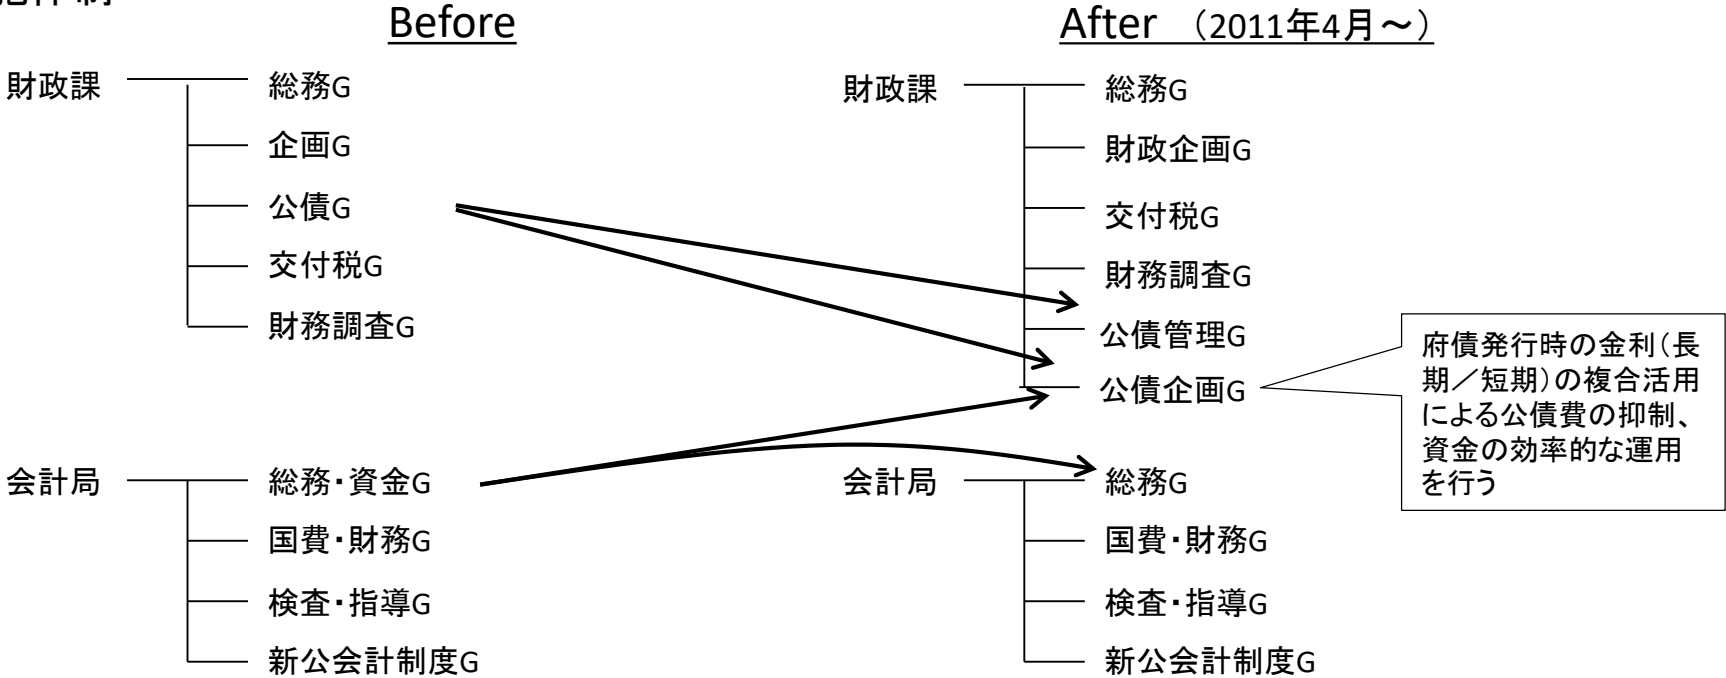 Before
財政課
総務G
企画G
公債G
交付税G
財務調査G
会計局
総務・資金G
国費・財務G
検査・指導G
新公会計制度G
After （2011年4月～）
財政課
総務G
財政企画G
交付税G
財務調査G
公債管理G
公債企画G
府債発行時の金利（長
期／短期）の複合活用
による公債費の抑制、
資金の効率的な運用
を行う
会計局
総務G
国費・財務G
検査・指導G
新公会計制度G